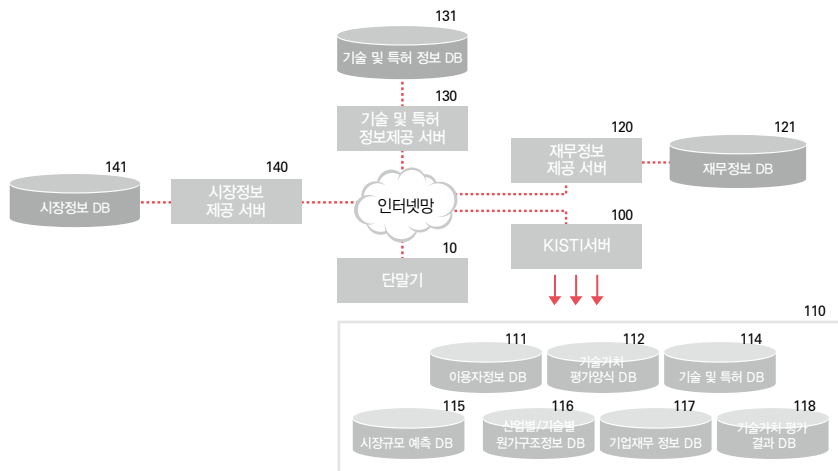 131
기술 및 특허 정보 DB
130
기술 및 특허
정보제공 서버
120
재무정보
제공 서버
121
재무정보 DB
141
시장정보 DB
140
시장정보
제공 서버
인터넷망
100
KISTI서버
10
단말기
110
111
이용자정보 DB
112
기술가치
평가양식 DB
114
기술 및 특허 DB
115
시장규모 예측 DB
116
산업별/기술별
원가구조정보 DB
117
기업재무 정보 DB
118
기술가치 평가
결과 DB